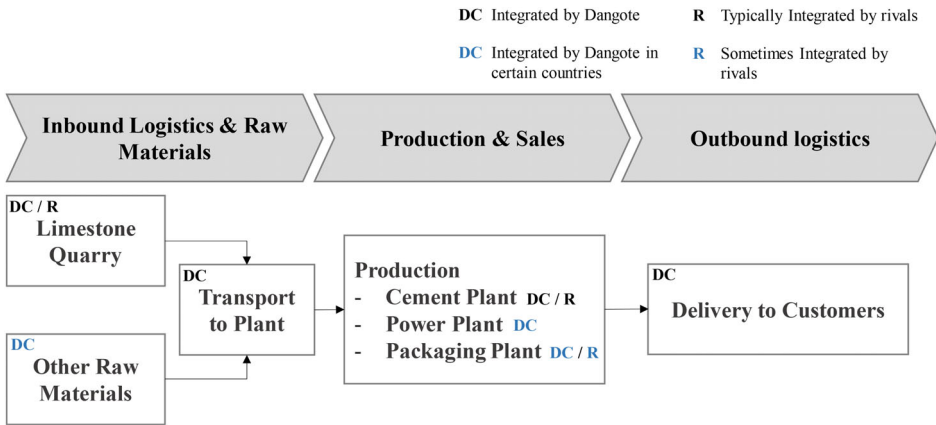 DC Integrated by Dangote
R Typically Integrated by rivals
DC Integrated by Dangote in
certain countries
R Sometimes Integrated by
rivals
Inbound Logistics & Raw
Materials
Production & Sales
Outbound logistics
DC / R
Limestone
Quarry
DC
Other Raw
Materials
DC
Transport
to Plant
Production
- Cement Plant DC / R
- Power Plant DC
- Packaging Plant DC / R
DC
Delivery to Customers